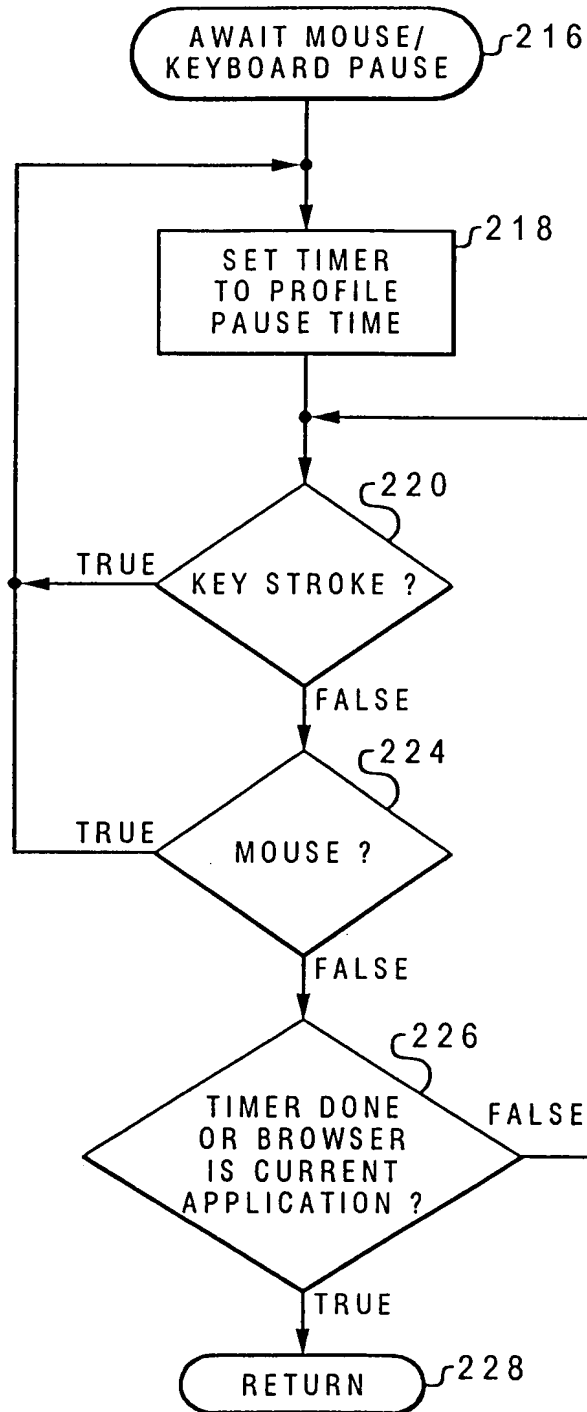 AWAIT MOUSE/
KEYBOARD PAUSE
216
218
SET TIMER
TO PROFILE
PAUSE TIME
220
TRUE
KEY STROKE ?
FALSE
224
TRUE
MOUSE ?
FALSE
226
TIMER DONE
OR BROWSER
IS CURRENT
APPLICATION ?
FALSE
TRUE
RETURN
228